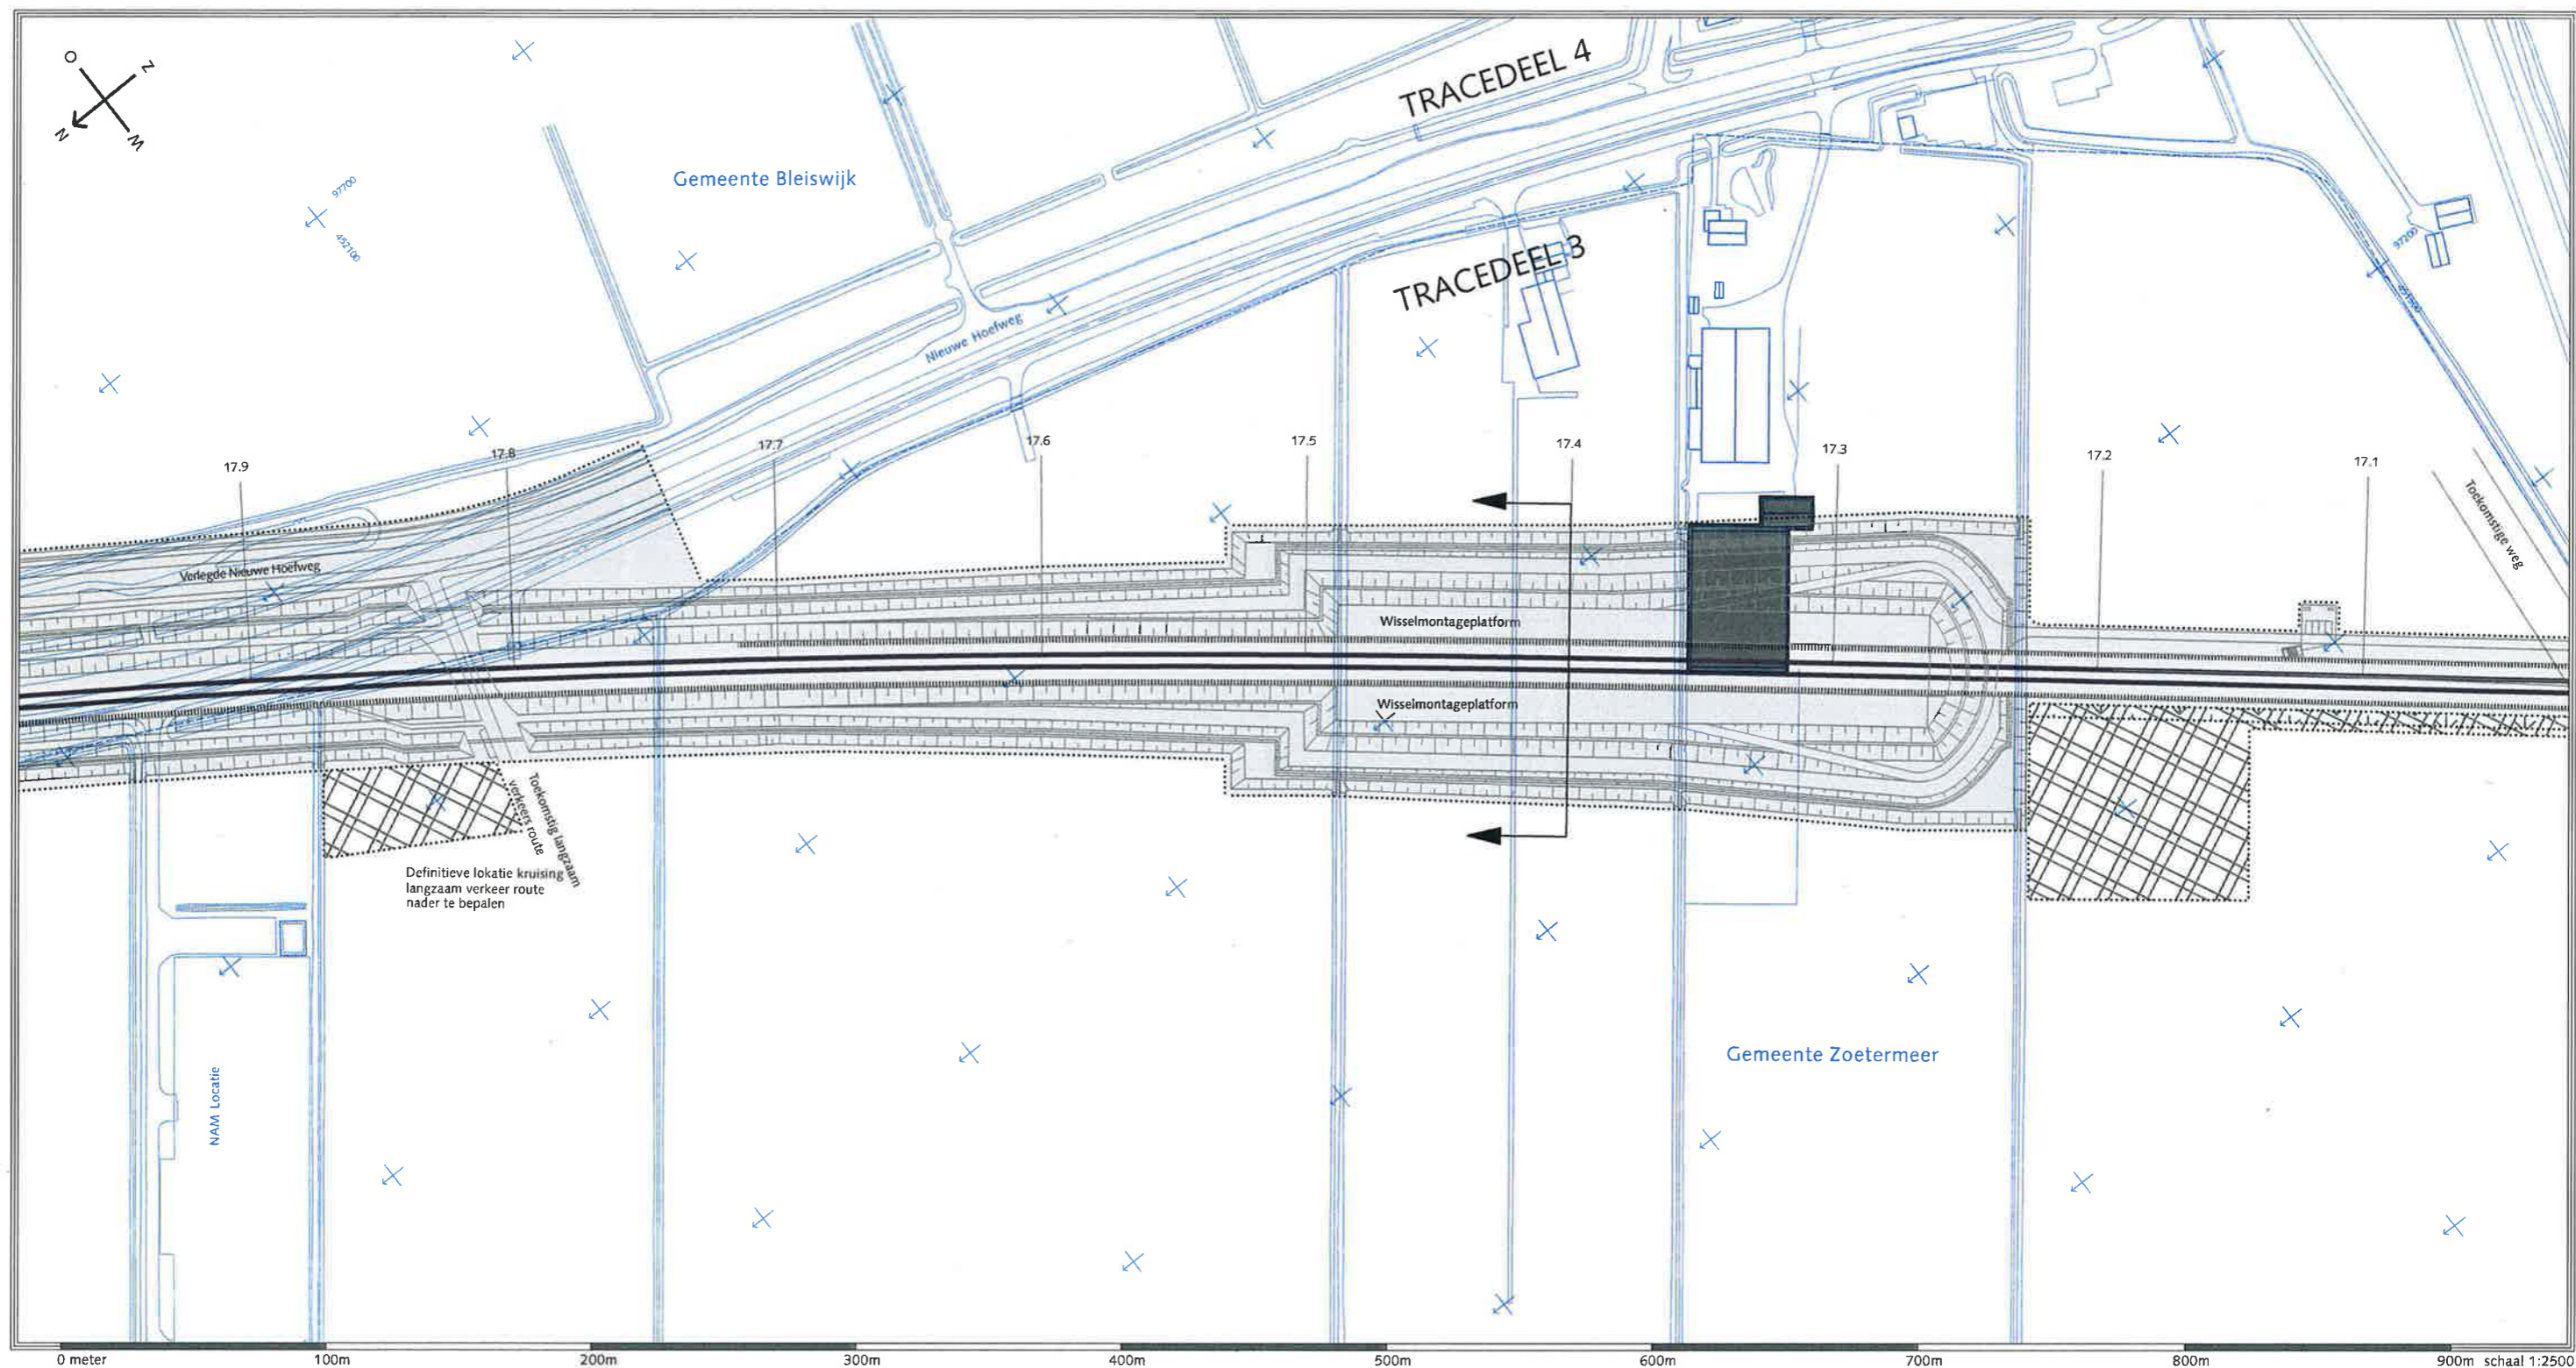 O
Z
N
W
97700
452100
Gemeente Bleiswijk
TRACEDEEL 4
TRACEDEEL 3
Nieuwe Hoefweg
97200
451500
17.9
17.8
17.7
17.6
17.5
17.4
17.3
17.2
17.1
Toekomstige weg
Verlegde Nieuwe Hoefweg
Wisselmontageplatform
Wisselmontageplatform
Toekomstig langzaam
verkeers route
Definitieve lokatie kruising
langzaam verkeer route
nader te bepalen
NAM Locatie
Gemeente Zoetermeer
0 meter
100m
200m
300m
400m
500m
600m
700m
800m
900m
schaal 1:2500